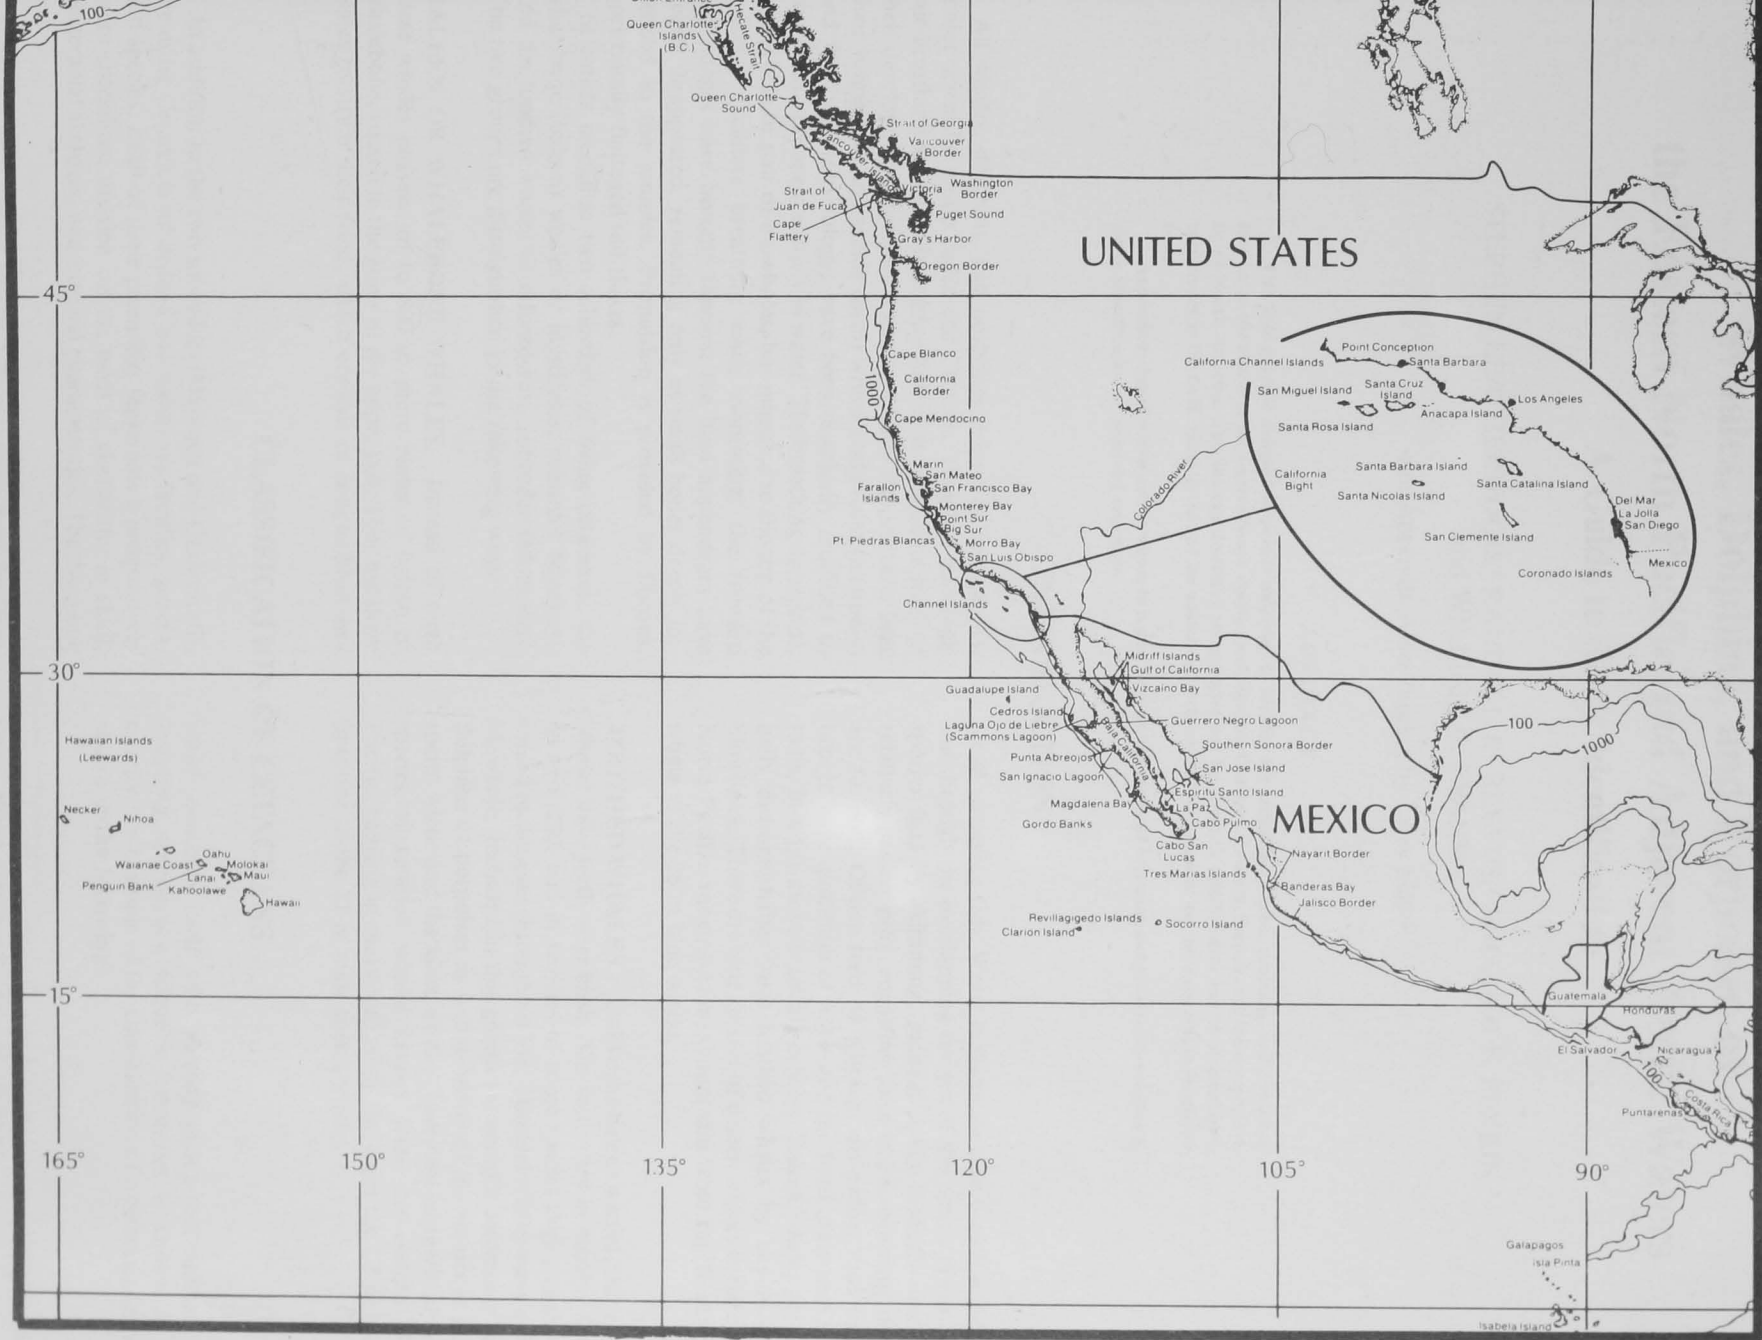 100
Queen Charlotte
Islands
(B.C.)
Hecate Strait
Queen Charlotte
Sound
Strait of Georgia
Vancouver
Border
Vancouver Island
Victoria
Washington
Border
Strait of
Juan de Fuca
Puget Sound
Cape
Flattery
Gray's Harbor
Oregon Border
UNITED STATES
45°
Cape Blanco
1000
California
Border
Cape Mendocino
Marin
San Mateo
San Francisco Bay
Farallon
Islands
Monterey Bay
Point Sur
Big Sur
Pt. Piedras Blancas
Morro Bay
San Luis Obispo
Channel Islands
Colorado River
Point Conception
California Channel Islands
Santa Barbara
San Miguel Island
Santa Cruz
Island
Los Angeles
Anacapa Island
Santa Rosa Island
Santa Barbara Island
California
Bight
Santa Catalina Island
Santa Nicolas Island
Del Mar
La Jolla
San Diego
San Clemente Island
Mexico
Coronado Islands
30°
Midriff Islands
Gulf of California
Vizcaino Bay
Guadalupe Island
Cedros Island
Laguna Ojo de Liebre
(Scammons Lagoon)
Guerrero Negro Lagoon
Baja California
Southern Sonora Border
Punta Abreojos
San Jose Island
San Ignacio Lagoon
Espiritu Santo Island
Magdalena Bay
La Paz
Gordo Banks
Cabo Pulmo
MEXICO
Cabo San
Lucas
Nayarit Border
Tres Marias Islands
Banderas Bay
Jalisco Border
Revillagigedo Islands
Socorro Island
Clarion Island
100
1000
Hawaiian Islands
(Leewards)
Necker
Nihoa
Oahu
Waianae Coast
Molokai
Lanai
Maui
Penguin Bank
Kahoolawe
Hawaii
15°
Guatemala
Honduras
El Salvador
Nicaragua
100
Costa Rica
Puntarenas
165°
150°
135°
120°
105°
90°
Galapagos
Isla Pinta
Isabela Island